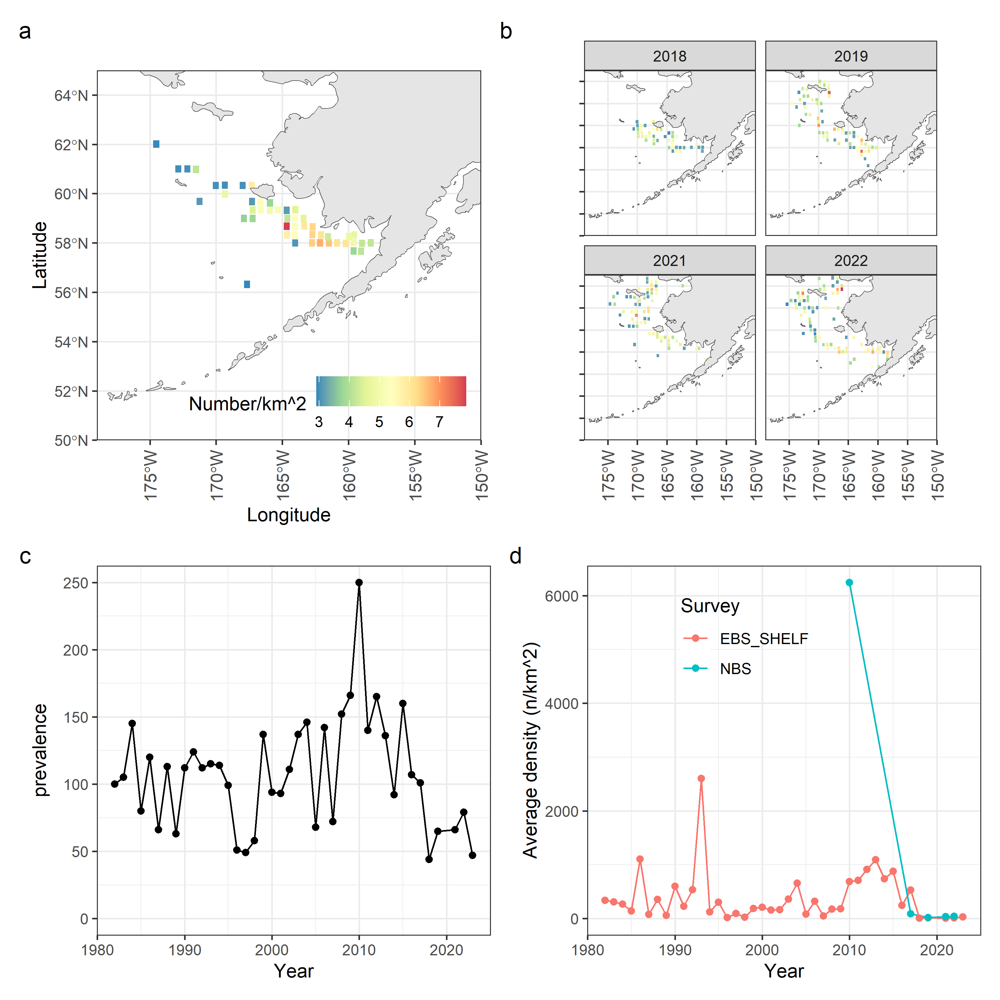 a
64°N
62°N
60°N
58°N
56°N
54°N
52°N
50°N
Latitude
Number/km^2
3 4 5 6 7
175°W 170°W 165°W 160°W 155°W 150°W
Longitude
b
2018 2019
2021 2022
175°W 170°W 165°W 160°W 155°W 150°W 175°W 170°W 165°W 160°W 155°W 150°W
c
250
200
150
100
50
0
prevalence
1980 1990 2000 2010 2020
Year
d
6000
4000
2000
0
Average density (n/km^2)
Survey
EBS_SHELF
NBS
1980 1990 2000 2010 2020
Year